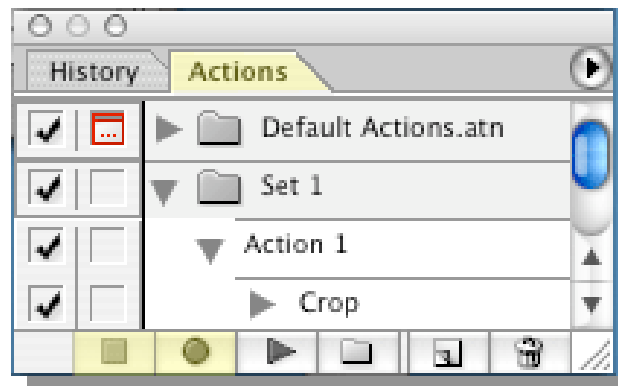 History Actions
Default Actions.atn
Set 1
Action 1
Crop